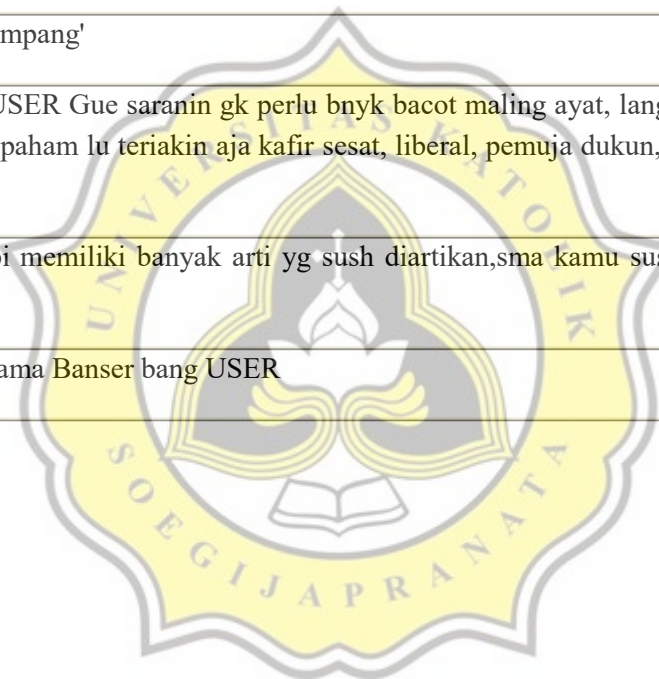 mpang'
USER Gue saranin gk perlu bnyk bacot maling ayat, lang
paham lu teriakin aja kafir sesat, liberal, pemuja dukun,
i memiliki banyak arti yg sush diartikan,sma kamu sus
ama Banser bang USER
UNIVERSITAS KATOLIK
SOEGIJAPRANATA